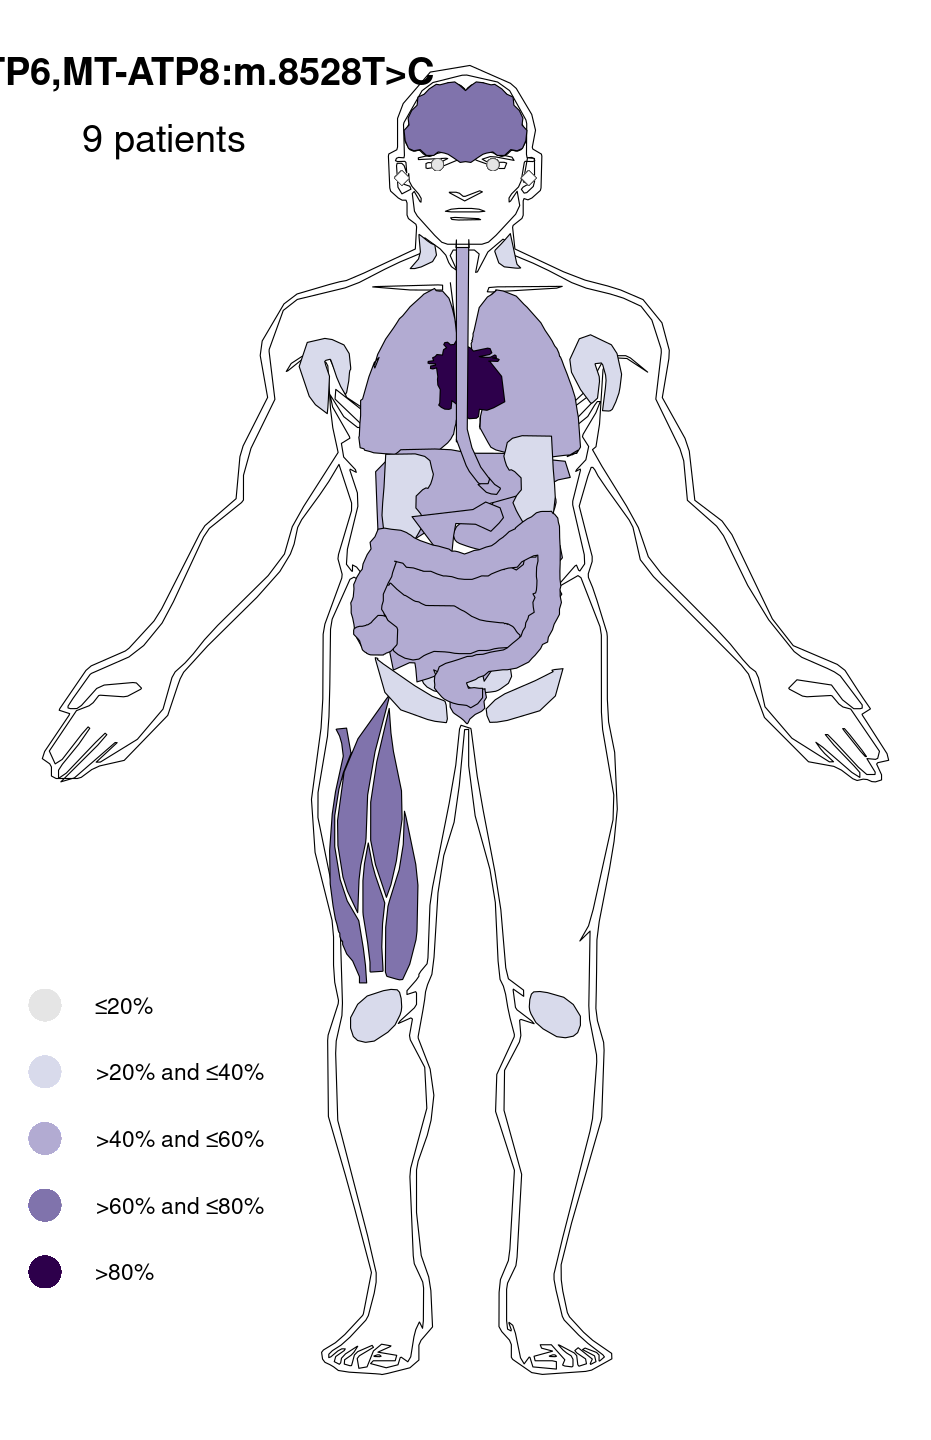 TP6,MT-ATP8:m.8528T>C
9 patients
≤20%
>20% and ≤40%
>40% and ≤60%
>60% and ≤80%
>80%